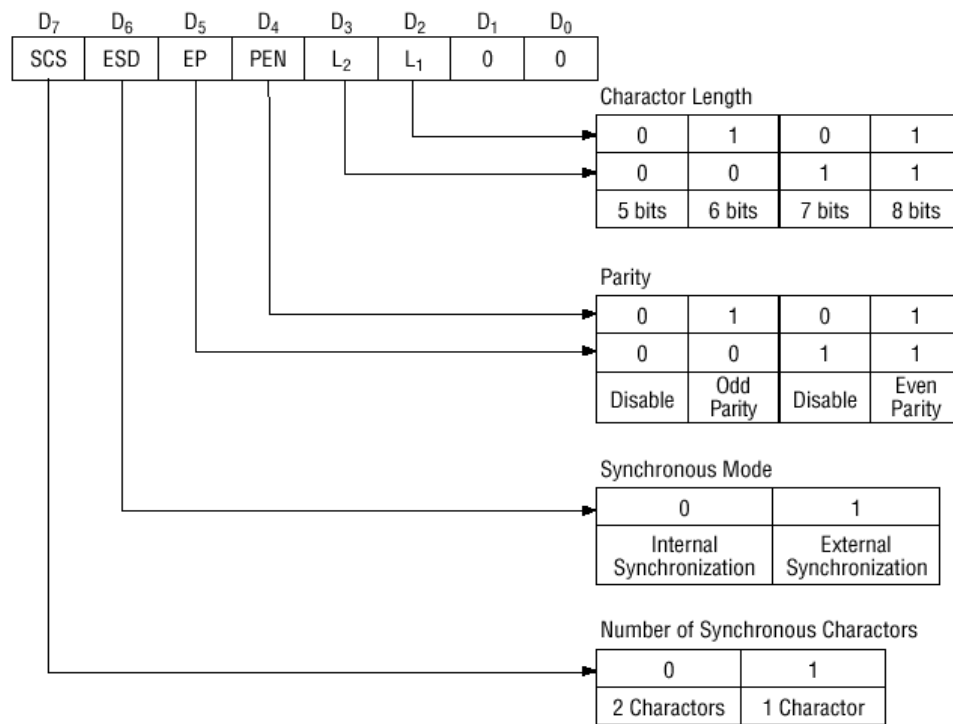 D7 D6 D5 D4 D3 D2 D1 D0
SCS ESD EP PEN L2 L1 0 0
Charactor Length
0 1 0 1
0 0 1 1
5 bits 6 bits 7 bits 8 bits
Parity
0 1 0 1
0 0 1 1
Disable Odd Parity Disable Even Parity
Synchronous Mode
0 1
Internal Synchronization External Synchronization
Number of Synchronous Charactors
0 1
2 Charactors 1 Charactor